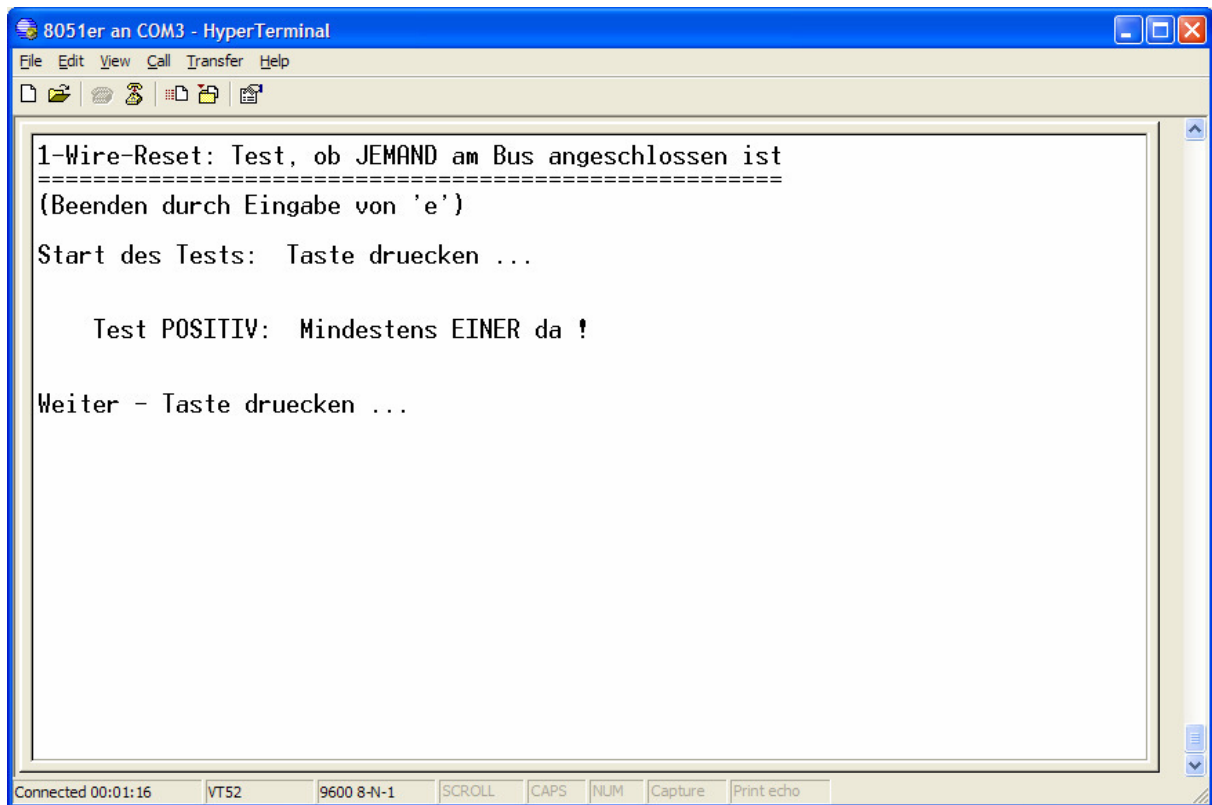 8051er an COM3 - HyperTerminal
File Edit View Call Transfer Help
1-Wire-Reset: Test, ob JEMAND am Bus angeschlossen ist
======================================================
(Beenden durch Eingabe von 'e')
Start des Tests:  Taste druecken ...
Test POSITIV:  Mindestens EINER da !
Weiter - Taste druecken ...
Connected 00:01:16 VT52 9600 8-N-1 SCROLL CAPS NUM Capture Print echo